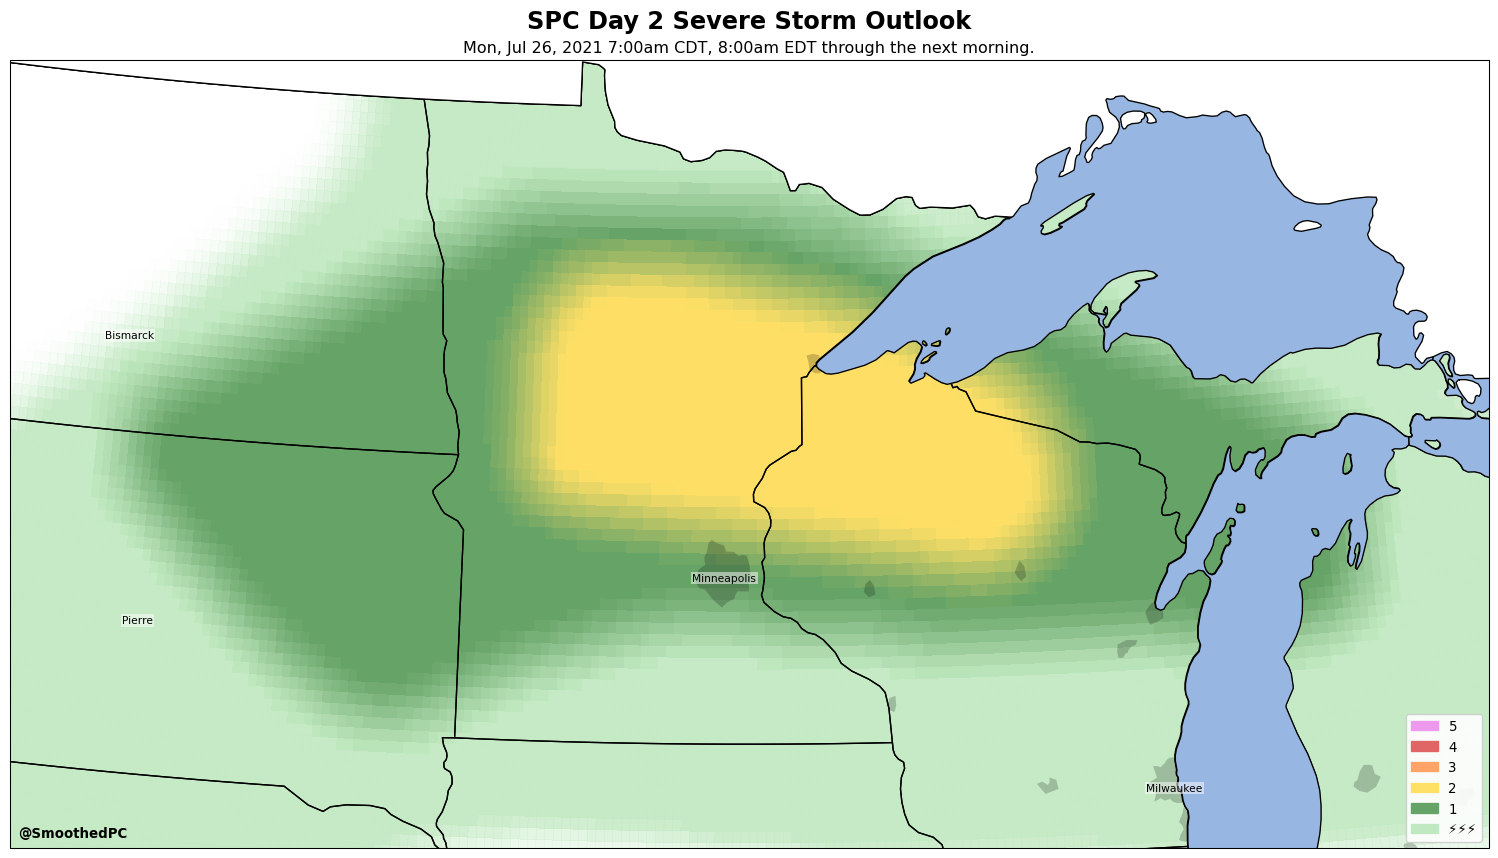 SPC Day 2 Severe Storm Outlook
Mon, Jul 26, 2021 7:00am CDT, 8:00am EDT through the next morning.
Bismarck
Minneapolis
Pierre
Milwaukee
5
4
3
2
1
⚡⚡⚡
@SmoothedPC